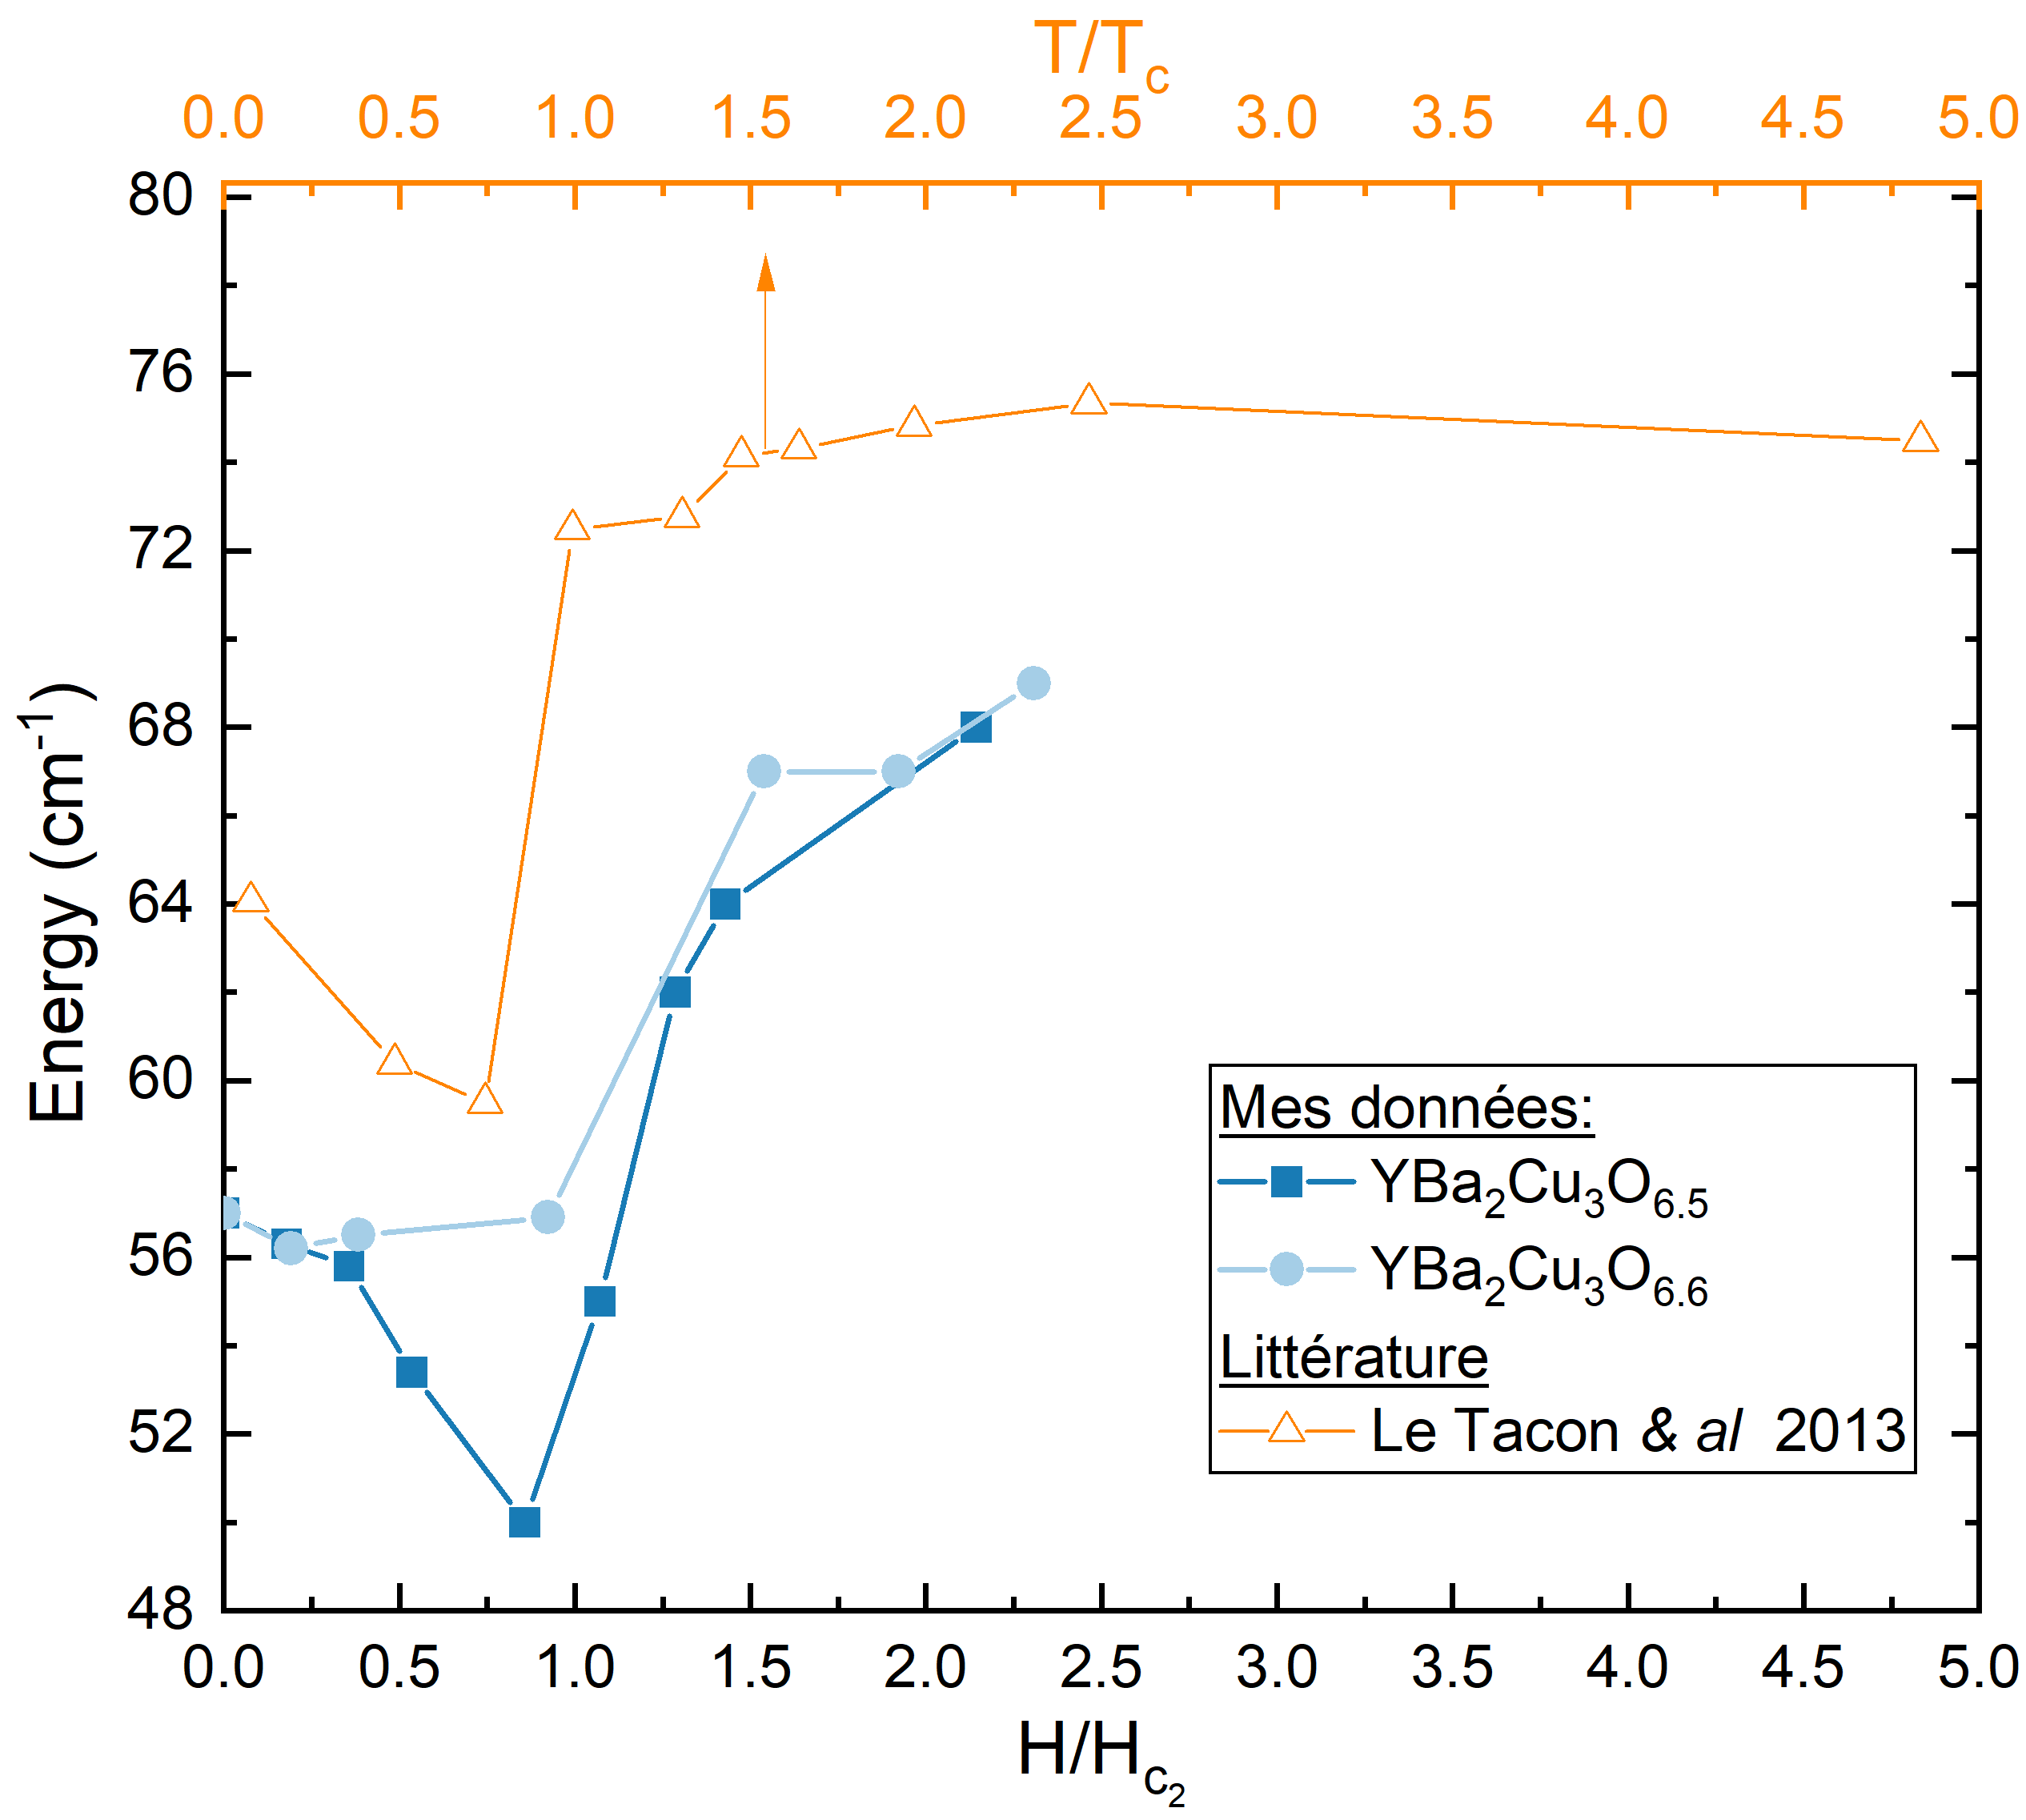 T/Tc
0.0 0.5 1.0 1.5 2.0 2.5 3.0 3.5 4.0 4.5 5.0
80
76
72
68
64
60
56
52
48
Energy (cm-1)
Mes données:
YBa2Cu3O6.5
YBa2Cu3O6.6
Littérature
Le Tacon & al 2013
0.0 0.5 1.0 1.5 2.0 2.5 3.0 3.5 4.0 4.5 5.0
H/Hc2